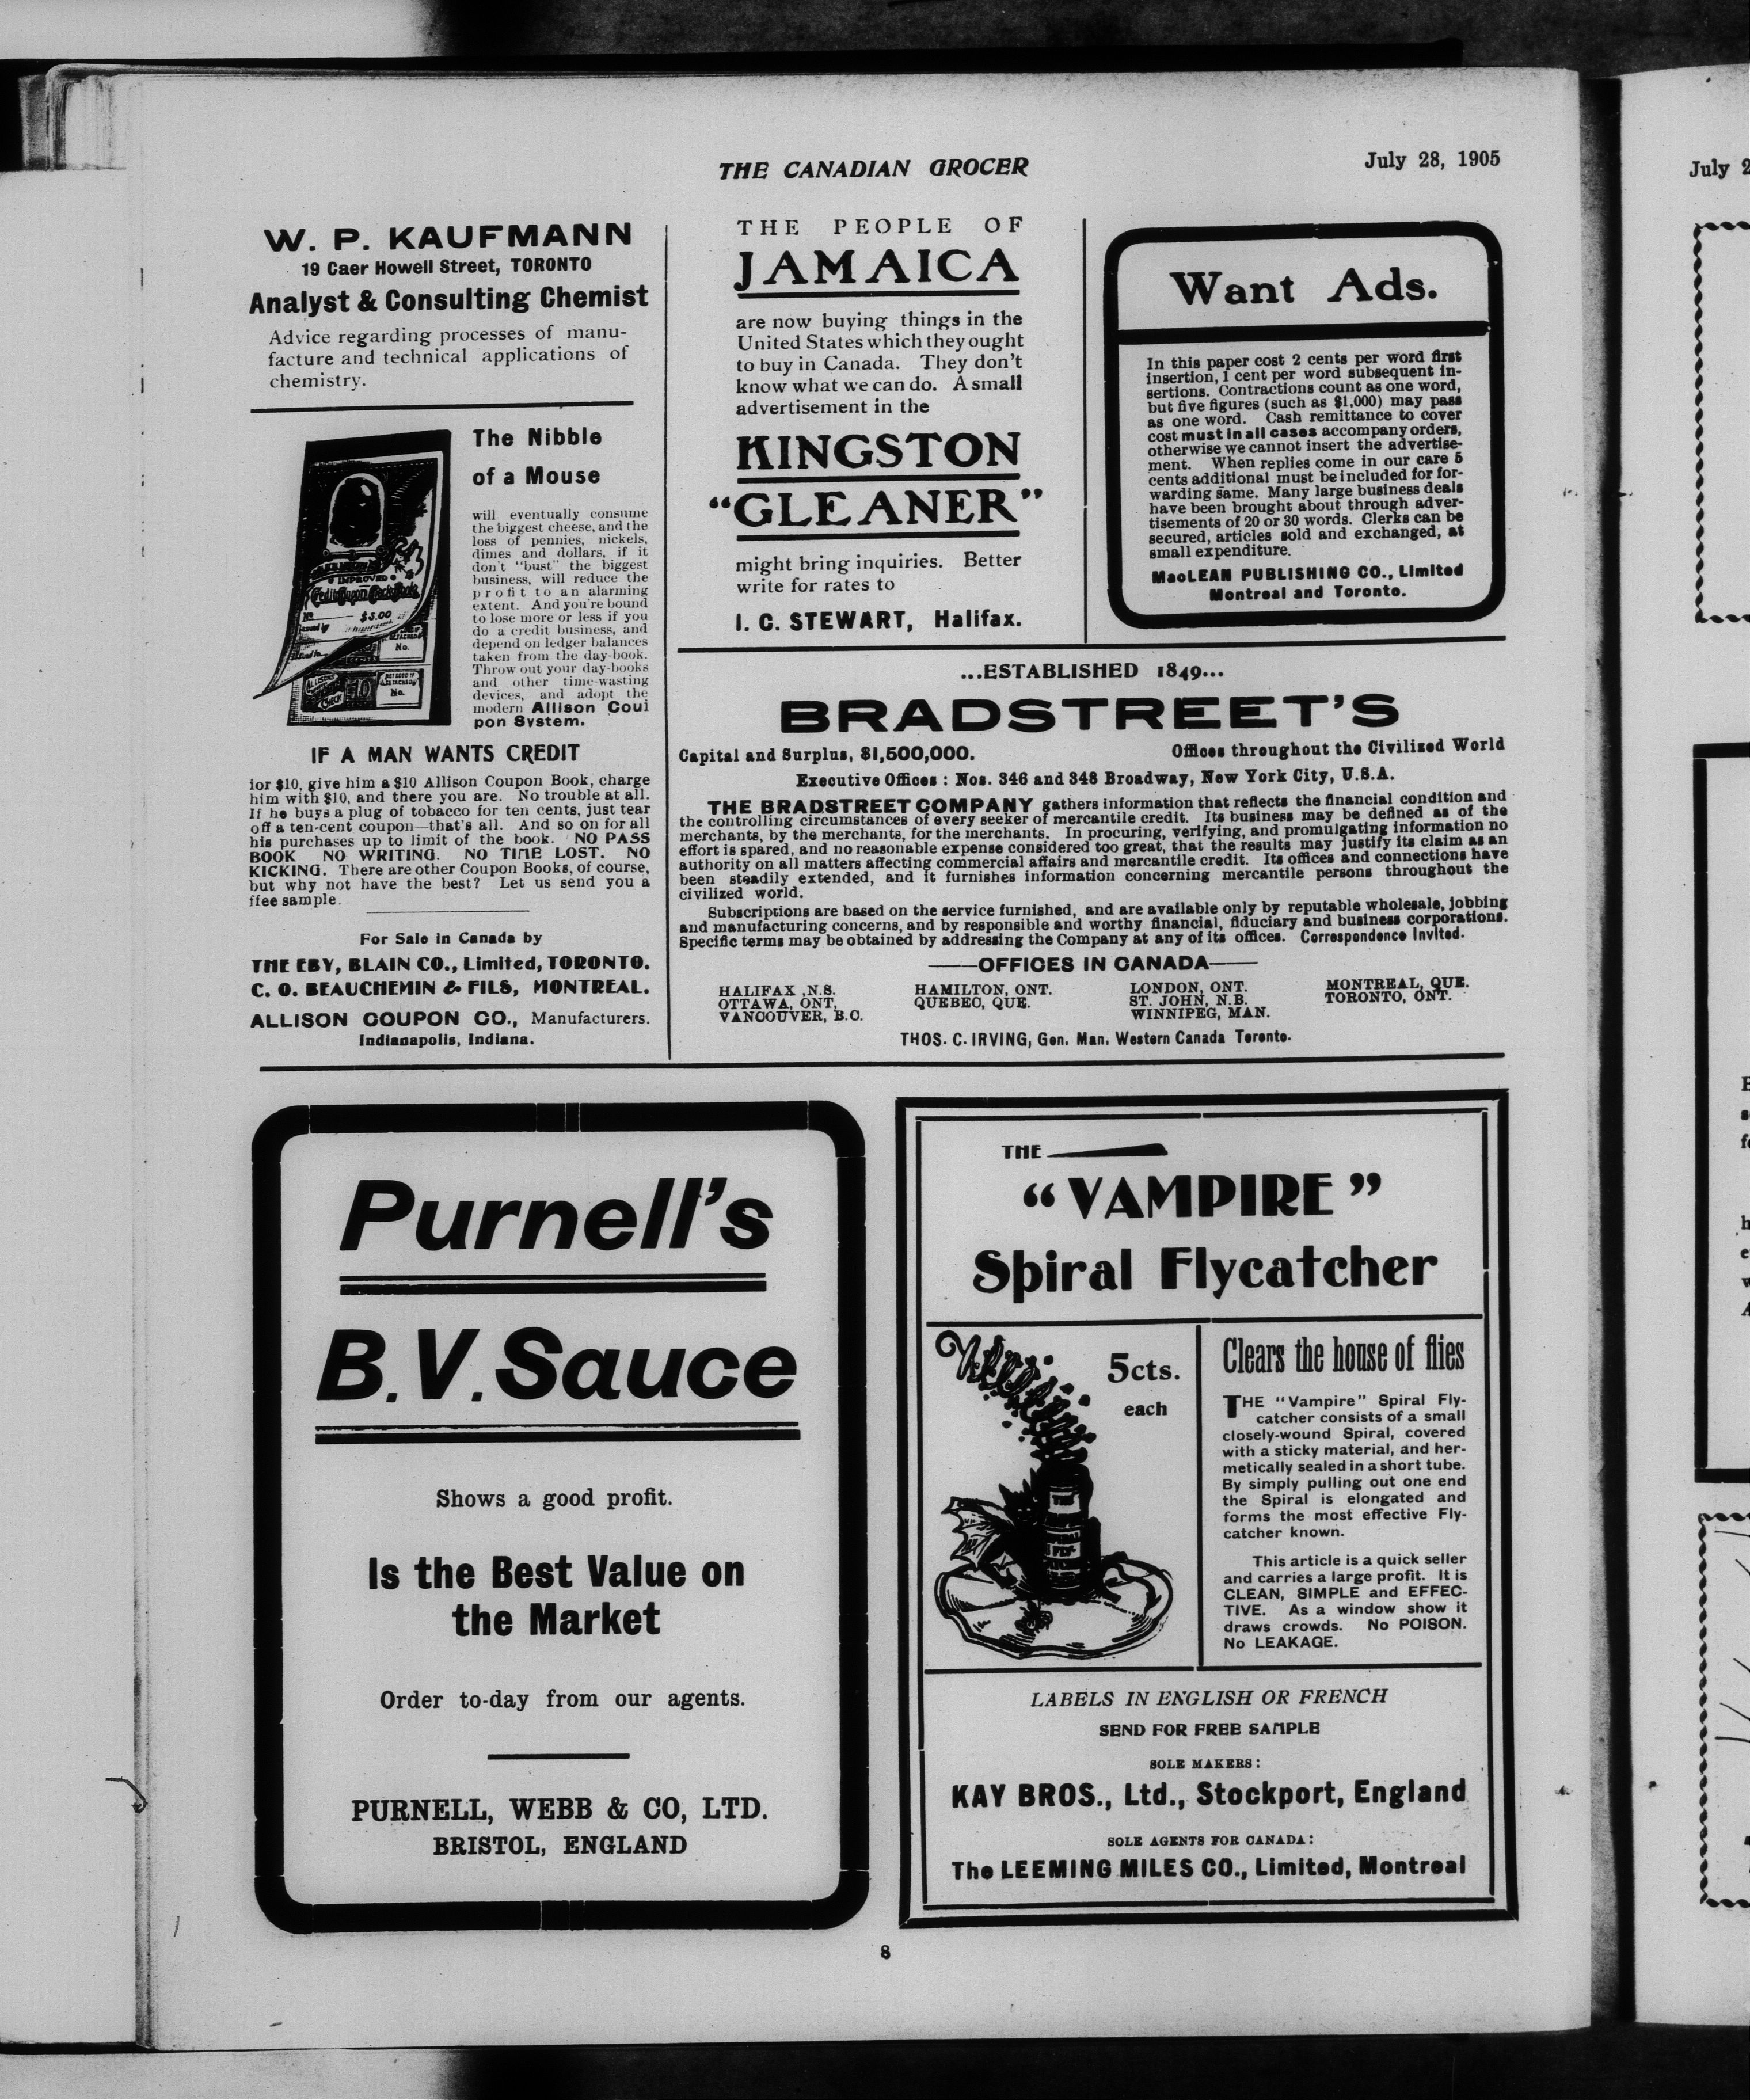 THE CANADIAN GROCER
July 28, 1905
W. P. KAUFMANN
19 Caer Howell Street, TORONTO
Analyst & Consulting Chemist
Advice regarding processes of manu-
facture and technical applications of
chemistry.
The Nibble
of a Mouse
will eventually consume
the biggest cheese, and the
loss of pennies, nickels,
dimes and dollars, if it
don't "bust" the biggest
business, will reduce the
profit to an alarming
extent. And you're bound
to lose more or less if you
do a credit business, and
depend on ledger balances
taken from the day-book.
Throw out your day-books
and other time-wasting
devices, and adopt the
modern Allison Coui
pon System.
IMPROVED
Credit Coupon Check Book
$5.00
No.
10
No.
IF A MAN WANTS CREDIT
ior $10, give him a $10 Allison Coupon Book, charge
him with $10, and there you are. No trouble at all.
If he buys a plug of tobacco for ten cents, just tear
off a ten-cent coupon—that's all. And so on for all
his purchases up to limit of the book. NO PASS
BOOK NO WRITING. NO TIME LOST. NO
KICKING. There are other Coupon Books, of course,
but why not have the best? Let us send you a
ifee sample.
For Sale in Canada by
THE EBY, BLAIN CO., Limited, TORONTO.
C. O. BEAUCHEMIN & FILS, MONTREAL.
ALLISON COUPON CO., Manufacturers.
Indianapolis, Indiana.
THE PEOPLE OF
JAMAICA
are now buying things in the
United States which they ought
to buy in Canada. They don't
know what we can do. A small
advertisement in the
KINGSTON
"GLEANER"
might bring inquiries. Better
write for rates to
I. C. STEWART, Halifax.
Want Ads.
In this paper cost 2 cents per word first
insertion, 1 cent per word subsequent in-
sertions. Contractions count as one word,
but five figures (such as $1,000) may pass
as one word. Cash remittance to cover
cost must in all cases accompany orders,
otherwise we cannot insert the advertise-
ment. When replies come in our care 5
cents additional must be included for for-
warding same. Many large business deals
have been brought about through adver-
tisements of 20 or 30 words. Clerks can be
secured, articles sold and exchanged, at
small expenditure.
MacLEAN PUBLISHING CO., Limited
Montreal and Toronto.
...ESTABLISHED 1849...
BRADSTREET'S
Capital and Surplus, $1,500,000.
Offices throughout the Civilized World
Executive Offices : Nos. 346 and 348 Broadway, New York City, U.S.A.
THE BRADSTREET COMPANY gathers information that reflects the financial condition and
the controlling circumstances of every seeker of mercantile credit. Its business may be defined as of the
merchants, by the merchants, for the merchants. In procuring, verifying, and promulgating information no
effort is spared, and no reasonable expense considered too great, that the results may justify its claim as an
authority on all matters affecting commercial affairs and mercantile credit. Its offices and connections have
been steadily extended, and it furnishes information concerning mercantile persons throughout the
civilized world.
Subscriptions are based on the service furnished, and are available only by reputable wholesale, jobbing
and manufacturing concerns, and by responsible and worthy financial, fiduciary and business corporations.
Specific terms may be obtained by addressing the Company at any of its offices. Correspondence Invited.
——OFFICES IN CANADA——
HALIFAX ,N.S. HAMILTON, ONT. LONDON, ONT. MONTREAL, QUE.
OTTAWA, ONT, QUEBEC, QUE. ST. JOHN, N.B. TORONTO, ONT.
VANCOUVER, B.C. WINNIPEG, MAN.
THOS. C. IRVING, Gen. Man. Western Canada Toronto.
Purnell's
B.V. Sauce
Shows a good profit.
Is the Best Value on
the Market
Order to-day from our agents.
PURNELL, WEBB & CO, LTD.
BRISTOL, ENGLAND
THE
"VAMPIRE"
Spiral Flycatcher
5cts.
each
Clears the house of flies
THE "Vampire" Spiral Fly-
catcher consists of a small
closely-wound Spiral, covered
with a sticky material, and her-
metically sealed in a short tube.
By simply pulling out one end
the Spiral is elongated and
forms the most effective Fly-
catcher known.
This article is a quick seller
and carries a large profit. It is
CLEAN, SIMPLE and EFFEC-
TIVE. As a window show it
draws crowds. No POISON.
No LEAKAGE.
LABELS IN ENGLISH OR FRENCH
SEND FOR FREE SAMPLE
SOLE MAKERS:
KAY BROS., Ltd., Stockport, England
SOLE AGENTS FOR CANADA:
The LEEMING MILES CO., Limited, Montreal
8
July 2